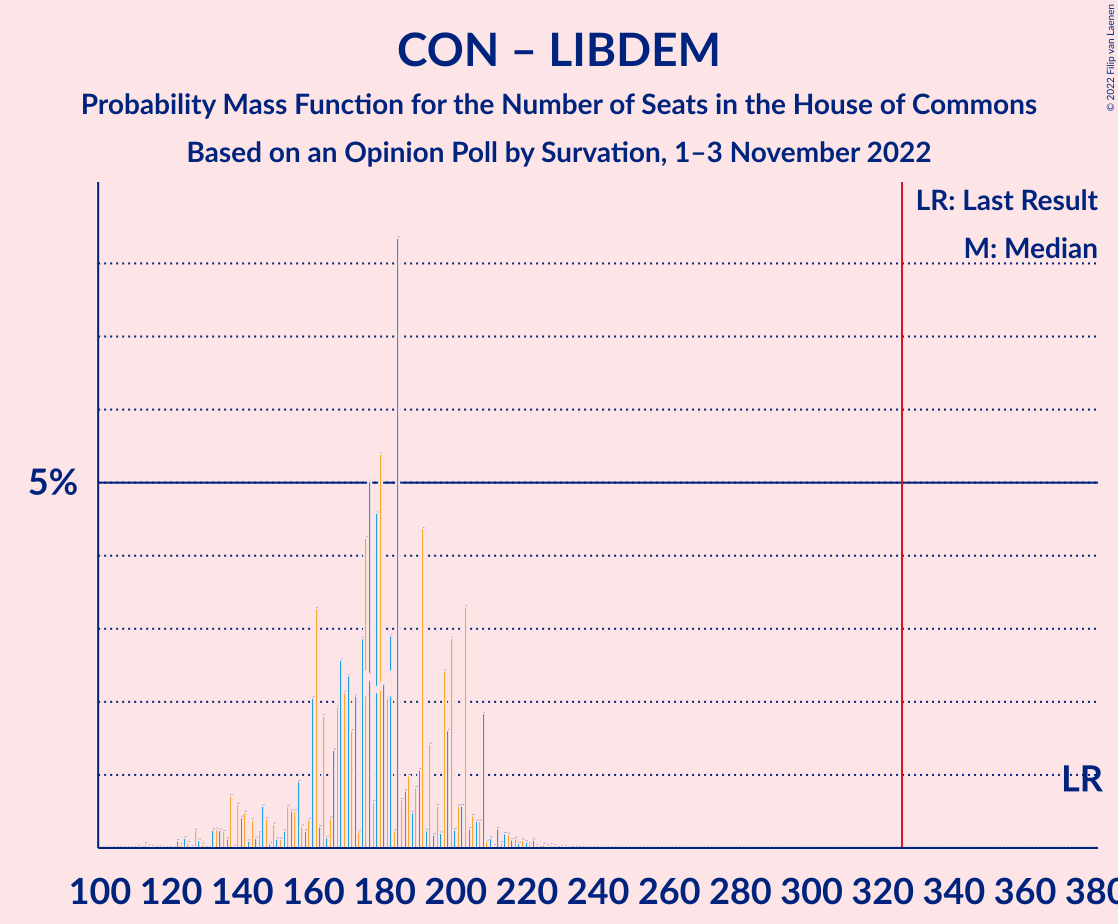 CON – LIBDEM
Probability Mass Function for the Number of Seats in the House of Commons
Based on an Opinion Poll by Survation, 1–3 November 2022
© 2022 Filip van Laenen
LR: Last Result
M: Median
5%
LR
100 120 140 160 180 200 220 240 260 280 300 320 340 360 380